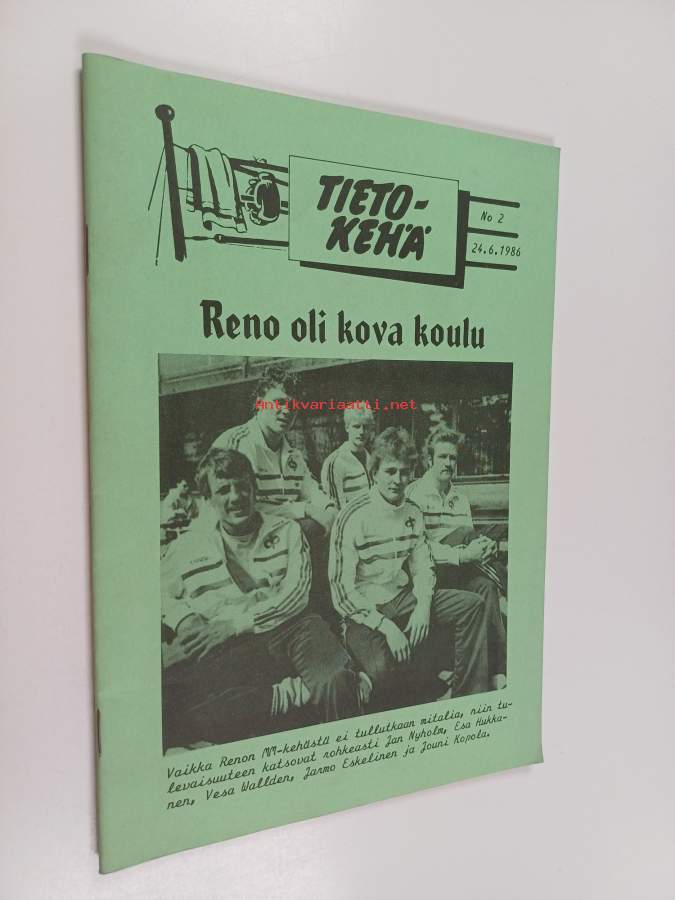 TIETO-
KEHÄ
No 2
24.6.1986
Reno oli kova koulu
Antikvariaatti.net
Vaikka Renon MM-kehästä ei tullutkaan mitalia, niin tu-
levaisuuteen katsovat rohkeasti Jan Nyholm, Esa Hukka-
nen, Vesa Wallden, Jarmo Eskelinen ja Jouni Kopola.